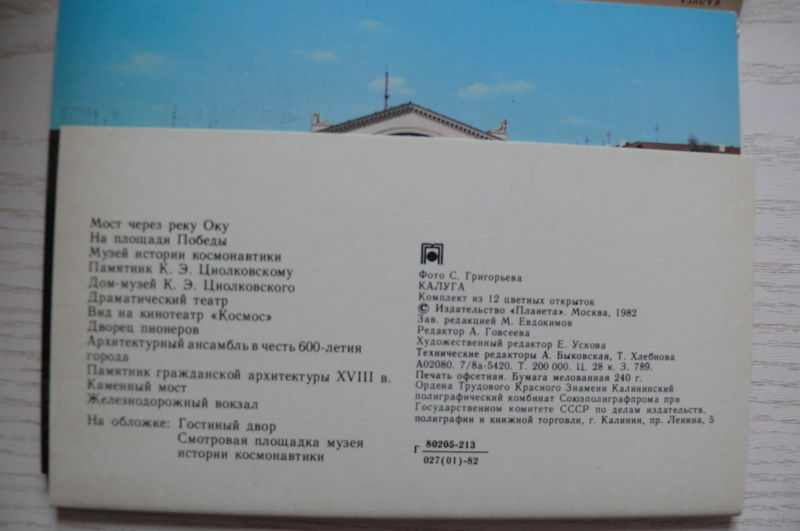 КАЛУГА
Мост через реку Оку
На площади Победы
Музей истории космонавтики
Памятник К. Э. Циолковскому
Дом-музей К. Э. Циолковского
Драматический театр
Вид на кинотеатр «Космос»
Дворец пионеров
Архитектурный ансамбль в честь 600-летия
города
Памятник гражданской архитектуры XVIII в.
Каменный мост
Железнодорожный вокзал
На обложке: Гостиный двор
Смотровая площадка музея
истории космонавтики
Фото С. Григорьева
КАЛУГА
Комплект из 12 цветных открыток
© Издательство «Планета». Москва, 1982
Зав. редакцией М. Евдокимов
Редактор А. Говсеева
Художественный редактор Е. Ускова
Технические редакторы А. Быковская, Т. Хлебнова
А02080. 7/8а-5420. Т. 200 000. Ц. 28 к. З. 789.
Печать офсетная. Бумага мелованная 240 г.
Ордена Трудового Красного Знамени Калининский
полиграфический комбинат Союзполиграфпрома при
Государственном комитете СССР по делам издательств,
полиграфии и книжной торговли, г. Калинин, пр. Ленина, 5
Г 80205-213
027(01)-82